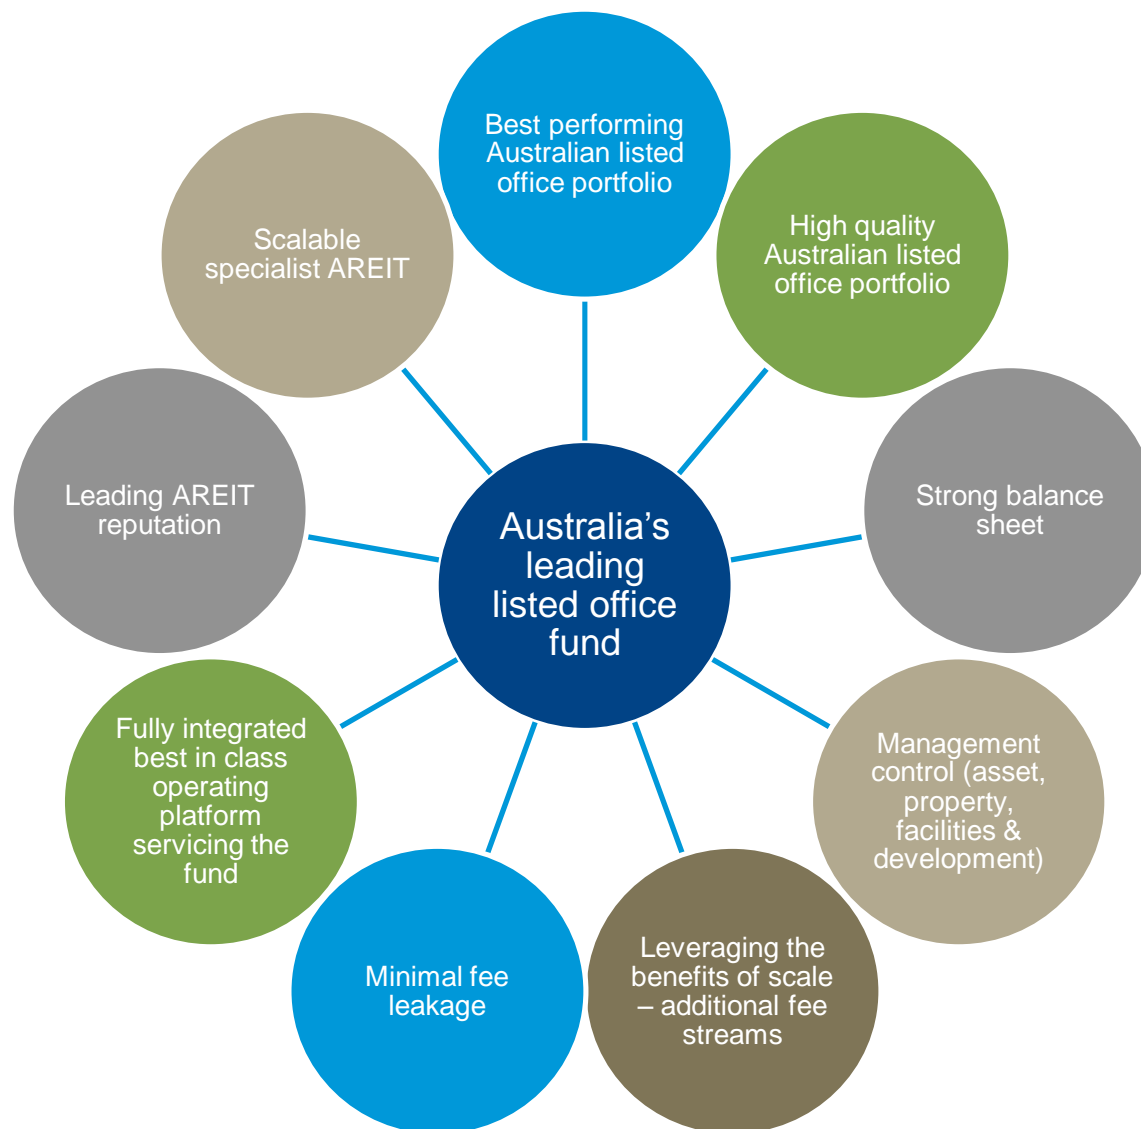 Best performing
Australian listed
office portfolio
High quality
Australian listed
office portfolio
Strong balance
sheet
Management
control (asset,
property,
facilities &
development)
Leveraging the
benefits of scale
– additional fee
streams
Minimal fee
leakage
Fully integrated
best in class
operating
platform
servicing the
fund
Leading AREIT
reputation
Scalable
specialist AREIT
Australia’s
leading
listed office
fund